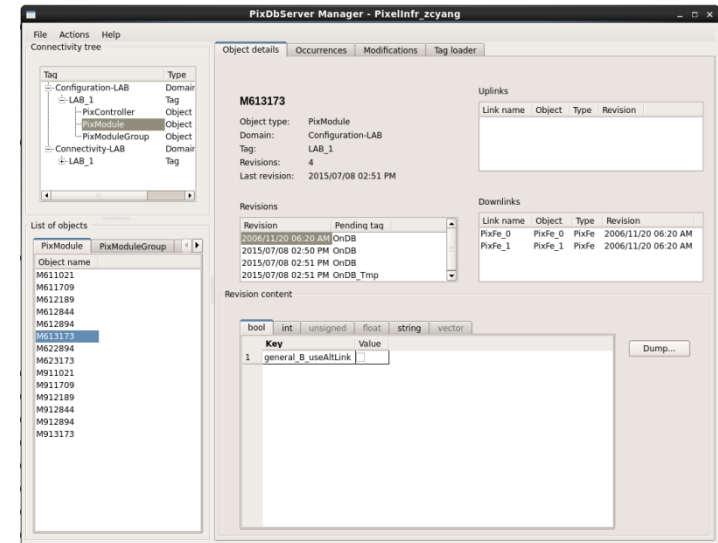 PixDbServer Manager - PixelInfr_zcyang
File Actions Help
Connectivity tree
Tag Type
Configuration-LAB Domain
LAB_1 Tag
PixController Object
PixModule Object
PixModuleGroup Object
Connectivity-LAB Domain
LAB_1 Tag
List of objects
PixModule PixModuleGroup
Object name
M611021
M611709
M612189
M612844
M612894
M613173
M622894
M623173
M911021
M911709
M912189
M912844
M912894
M913173
Object details Occurrences Modifications Tag loader
M613173
Object type: PixModule
Domain: Configuration-LAB
Tag: LAB_1
Revisions: 4
Last revision: 2015/07/08 02:51 PM
Uplinks
Link name Object Type Revision
Revisions
Revision Pending tag
2006/11/20 06:20 AM OnDB
2015/07/08 02:50 PM OnDB
2015/07/08 02:51 PM OnDB
2015/07/08 02:51 PM OnDB_Tmp
Downlinks
Link name Object Type Revision
PixFe_0 PixFe_0 PixFe 2006/11/20 06:20 AM
PixFe_1 PixFe_1 PixFe 2006/11/20 06:20 AM
Revision content
bool int unsigned float string vector
Key Value
1 general_B_useAltLink
Dump...